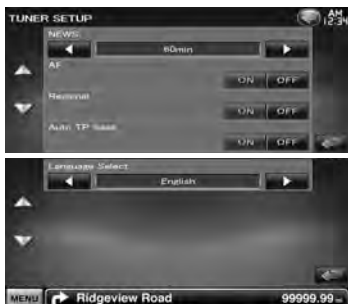 TUNER SETUP
AM
12:34
NEWS
60min
AF
ON OFF
Regional
ON OFF
Auto TP Seek
ON OFF
Language Select
English
MENU Ridgeview Road 99999.99